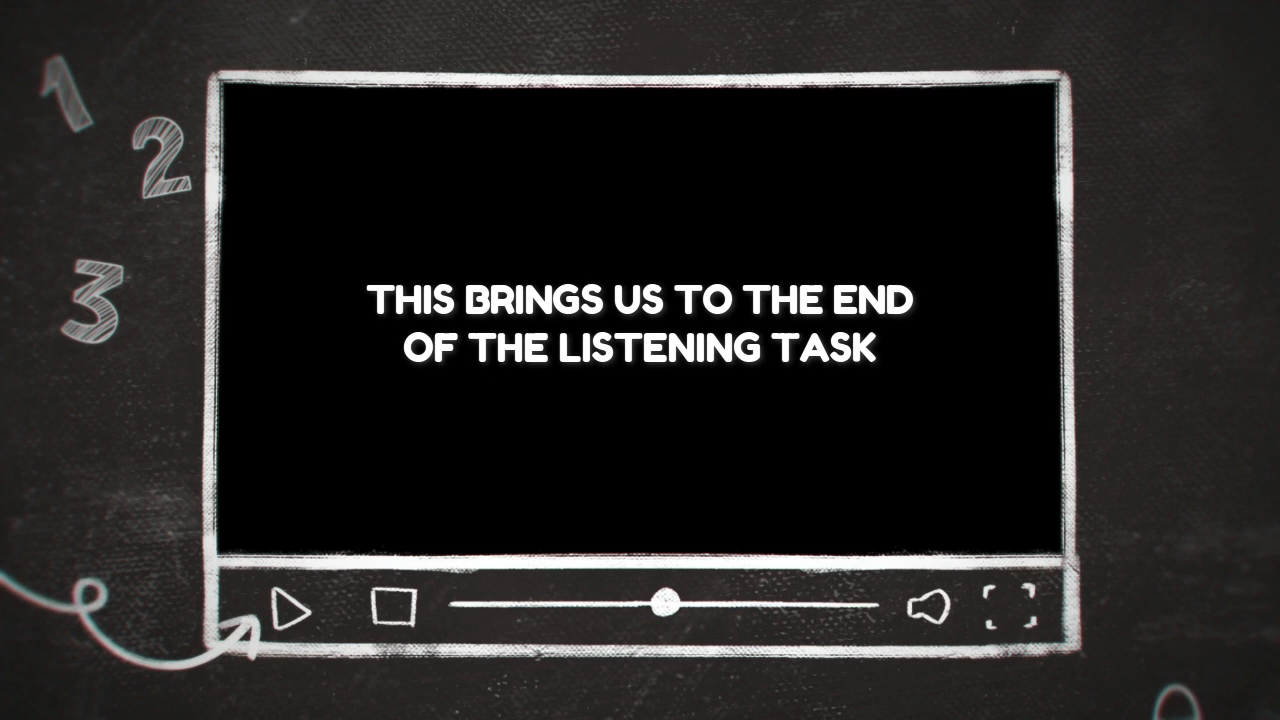 1
2
3
THIS BRINGS US TO THE END
OF THE LISTENING TASK